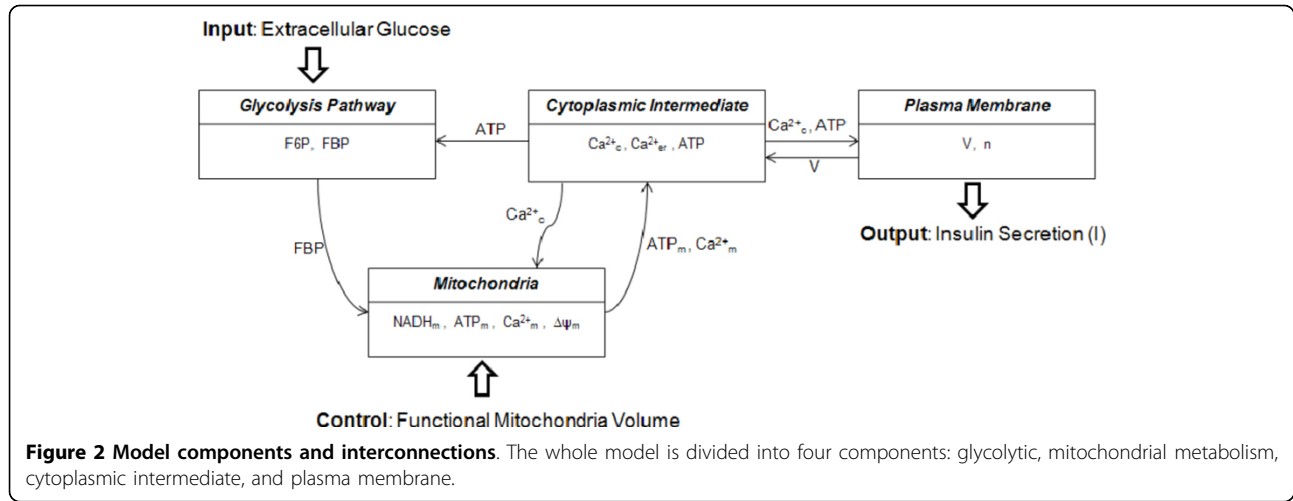 Input: Extracellular Glucose
Glycolysis Pathway
F6P, FBP
ATP
Cytoplasmic Intermediate
Ca²⁺c, Ca²⁺er, ATP
Ca²⁺c, ATP
V
Plasma Membrane
V, n
Output: Insulin Secretion (I)
FBP
Ca²⁺c
ATPm, Ca²⁺m
Mitochondria
NADHm, ATPm, Ca²⁺m, Δψm
Control: Functional Mitochondria Volume
Figure 2 Model components and interconnections. The whole model is divided into four components: glycolytic, mitochondrial metabolism,
cytoplasmic intermediate, and plasma membrane.